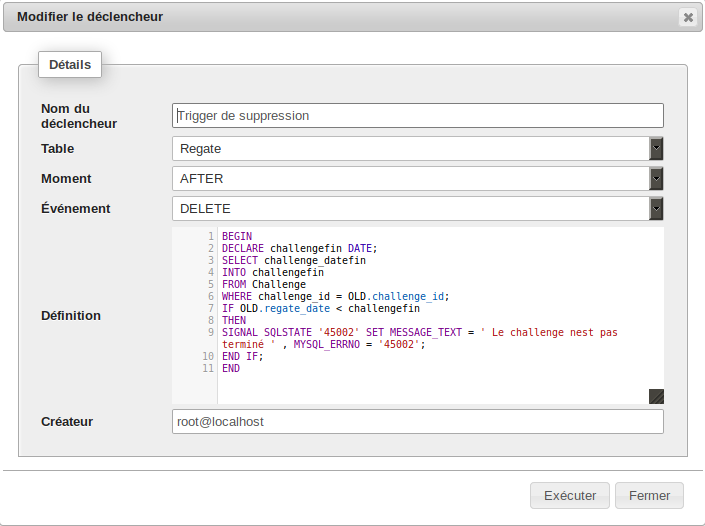 Modifier le déclencheur
Détails
Nom du
déclencheur
Trigger de suppression
Table
Regate
Moment
AFTER
Événement
DELETE
Définition
1 BEGIN
2 DECLARE challengefin DATE;
3 SELECT challenge_datefin
4 INTO challengefin
5 FROM Challenge
6 WHERE challenge_id = OLD.challenge_id;
7 IF OLD.regate_date < challengefin
8 THEN
9 SIGNAL SQLSTATE '45002' SET MESSAGE_TEXT = ' Le challenge nest pas
terminé ' , MYSQL_ERRNO = '45002';
10 END IF;
11 END
Créateur
root@localhost
Exécuter
Fermer